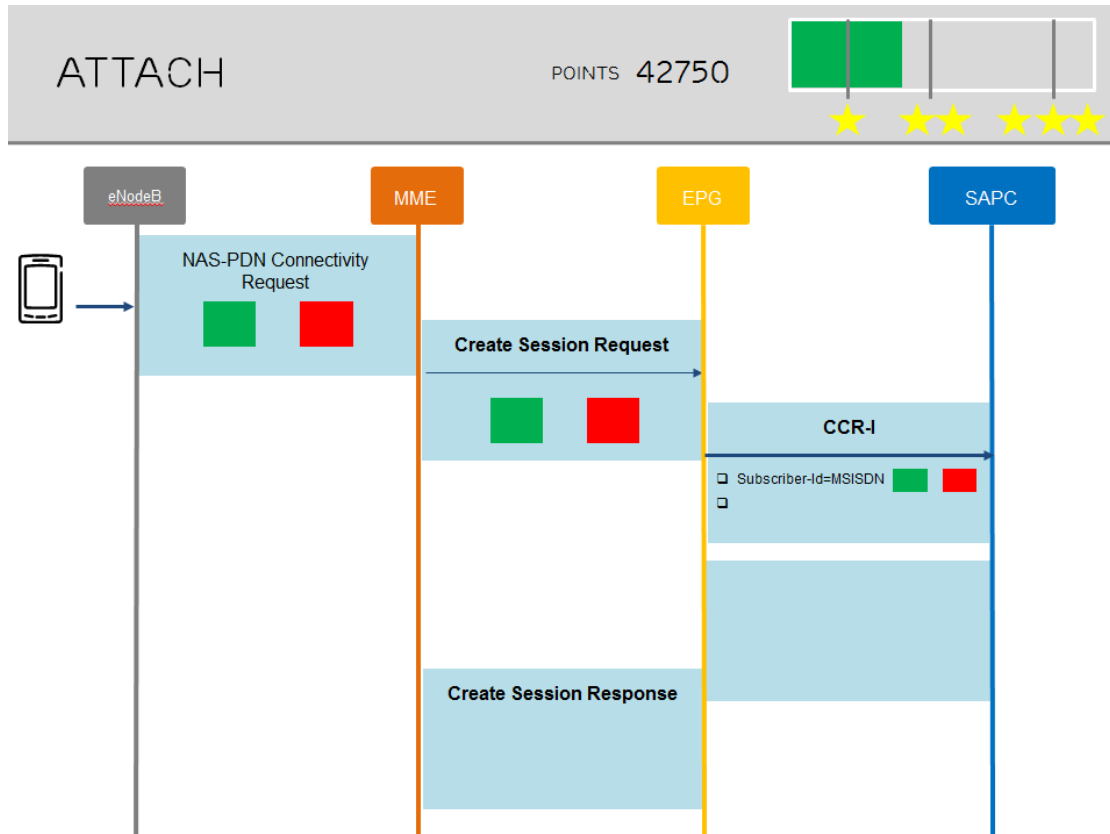 ATTACH
POINTS 42750
eNodeB
MME
EPG
SAPC
NAS-PDN Connectivity
Request
Create Session Request
CCR-I
Subscriber-Id=MSISDN
Create Session Response